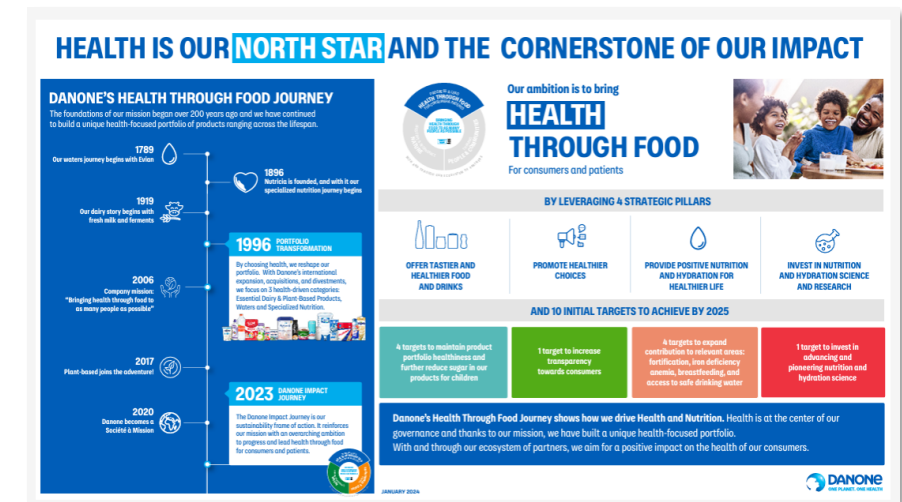 HEALTH IS OUR NORTH STAR AND THE CORNERSTONE OF OUR IMPACT
DANONE'S HEALTH THROUGH FOOD JOURNEY
The foundations of our mission began over 200 years ago and we have continued
to build a unique health-focused portfolio of products ranging across the lifespan.
1789
Our waters journey begins with Evian
1896
Nutricia is founded, and with it our
specialized nutrition journey begins
1919
Our dairy story begins with
fresh milk and ferments
1996 PORTFOLIO
TRANSFORMATION
By choosing health, we reshape our
portfolio. With Danone's international
expansion, acquisitions, and divestments,
we focus on 3 health-driven categories:
Essential Dairy & Plant-Based Products,
Waters and Specialized Nutrition.
2006
Company mission:
"Bringing health through food to
as many people as possible"
2017
Plant-based joins the adventure!
2020
Danone becomes a
Société à Mission
2023 DANONE IMPACT
JOURNEY
The Danone Impact Journey is our
sustainability frame of action. It reinforces
our mission with an overarching ambition
to progress and lead health through food
for consumers and patients.
HEALTH THROUGH FOOD
Our ambition is to bring
HEALTH
THROUGH FOOD
For consumers and patients
BY LEVERAGING 4 STRATEGIC PILLARS
OFFER TASTIER AND
HEALTHIER FOOD
AND DRINKS
PROMOTE HEALTHIER
CHOICES
PROVIDE POSITIVE NUTRITION
AND HYDRATION FOR
HEALTHIER LIFE
INVEST IN NUTRITION
AND HYDRATION SCIENCE
AND RESEARCH
AND 10 INITIAL TARGETS TO ACHIEVE BY 2025
4 targets to maintain product
portfolio healthiness and
further reduce sugar in our
products for children
1 target to increase
transparency
towards consumers
4 targets to expand
contribution to relevant areas:
fortification, iron deficiency
anemia, breastfeeding, and
access to safe drinking water
1 target to invest in
advancing and
pioneering nutrition and
hydration science
Danone's Health Through Food Journey shows how we drive Health and Nutrition. Health is at the center of our
governance and thanks to our mission, we have built a unique health-focused portfolio.
With and through our ecosystem of partners, we aim for a positive impact on the health of our consumers.
JANUARY 2024
DANONE
ONE PLANET. ONE HEALTH